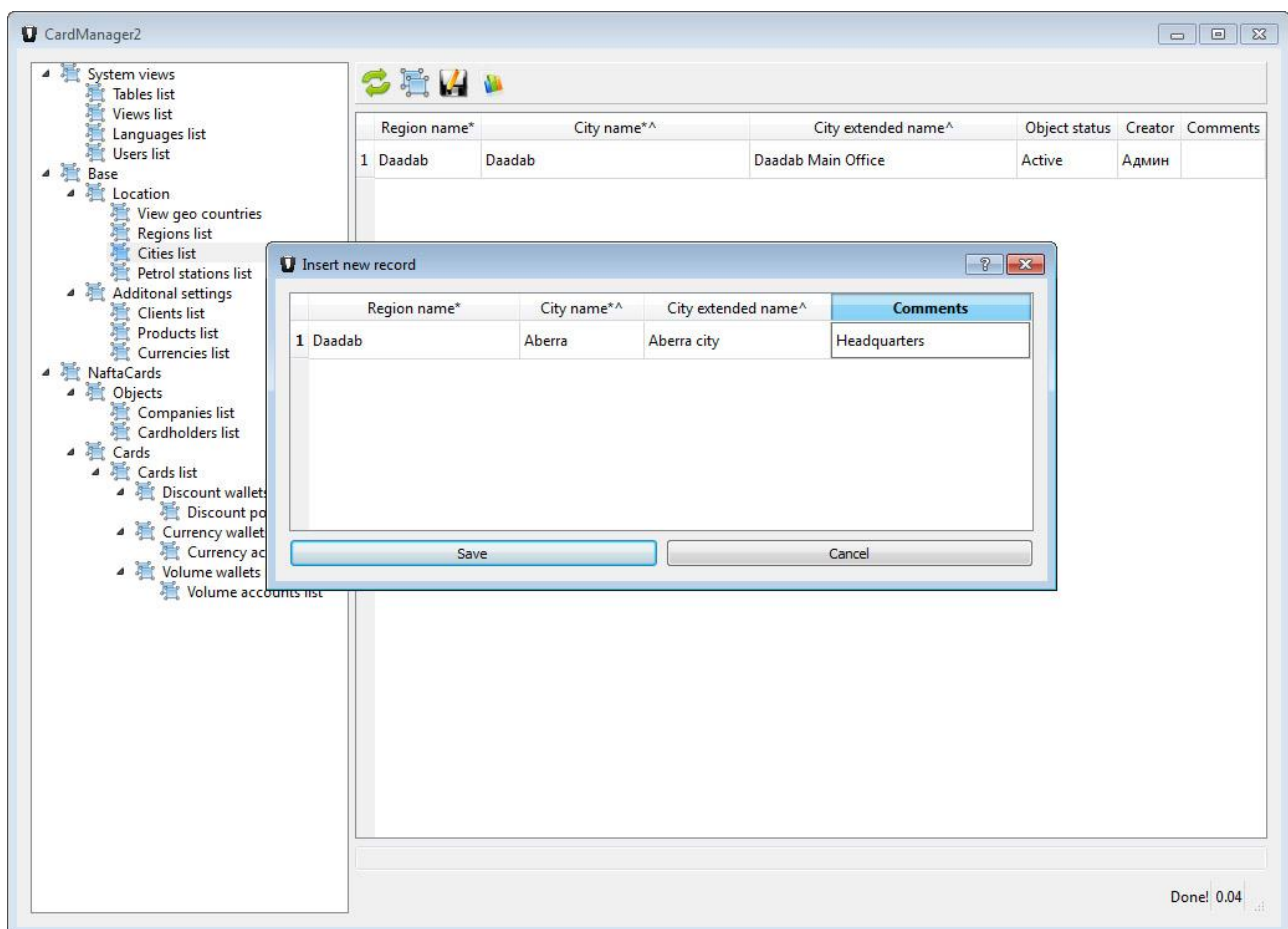 CardManager2
System views
Tables list
Views list
Languages list
Users list
Base
Location
View geo countries
Regions list
Cities list
Petrol stations list
Additonal settings
Clients list
Products list
Currencies list
NaftaCards
Objects
Companies list
Cardholders list
Cards
Cards list
Discount wallets
Discount po
Currency wallet
Currency ac
Volume wallets
Volume accounts list
Region name* City name*^ City extended name^ Object status Creator Comments
1 Daadab Daadab Daadab Main Office Active Админ
Insert new record
Region name* City name*^ City extended name^ Comments
1 Daadab Aberra Aberra city Headquarters
Save Cancel
Done! 0.04